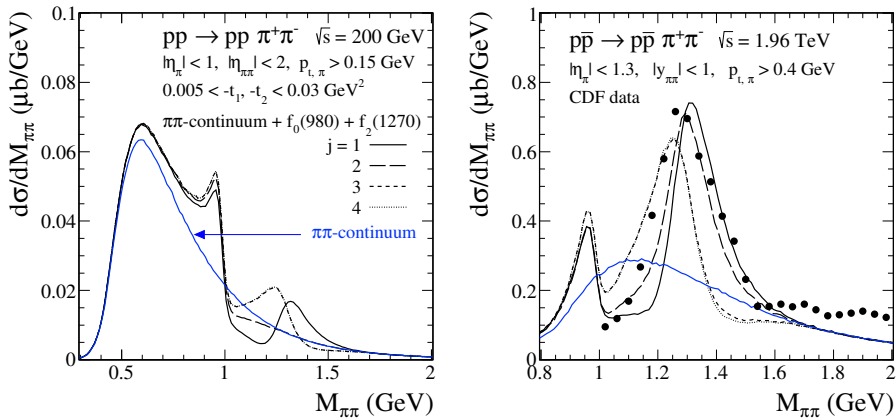 pp → pp π⁺π⁻ √s = 200 GeV
|η_π| < 1, |η_ππ| < 2, p_{t, π} > 0.15 GeV
0.005 < -t₁, -t₂ < 0.03 GeV²
ππ-continuum + f₀(980) + f₂(1270)
j = 1
2
3
4
ππ-continuum
dσ/dM_ππ (μb/GeV)
0.1
0.08
0.06
0.04
0.02
0
0.5
1
1.5
2
M_ππ (GeV)
pp̅ → pp̅ π⁺π⁻ √s = 1.96 TeV
|η_π| < 1.3, |y_ππ| < 1, p_{t, π} > 0.4 GeV
CDF data
dσ/dM_ππ (μb/GeV)
1
0.8
0.6
0.4
0.2
0
0.8
1
1.2
1.4
1.6
1.8
2
M_ππ (GeV)